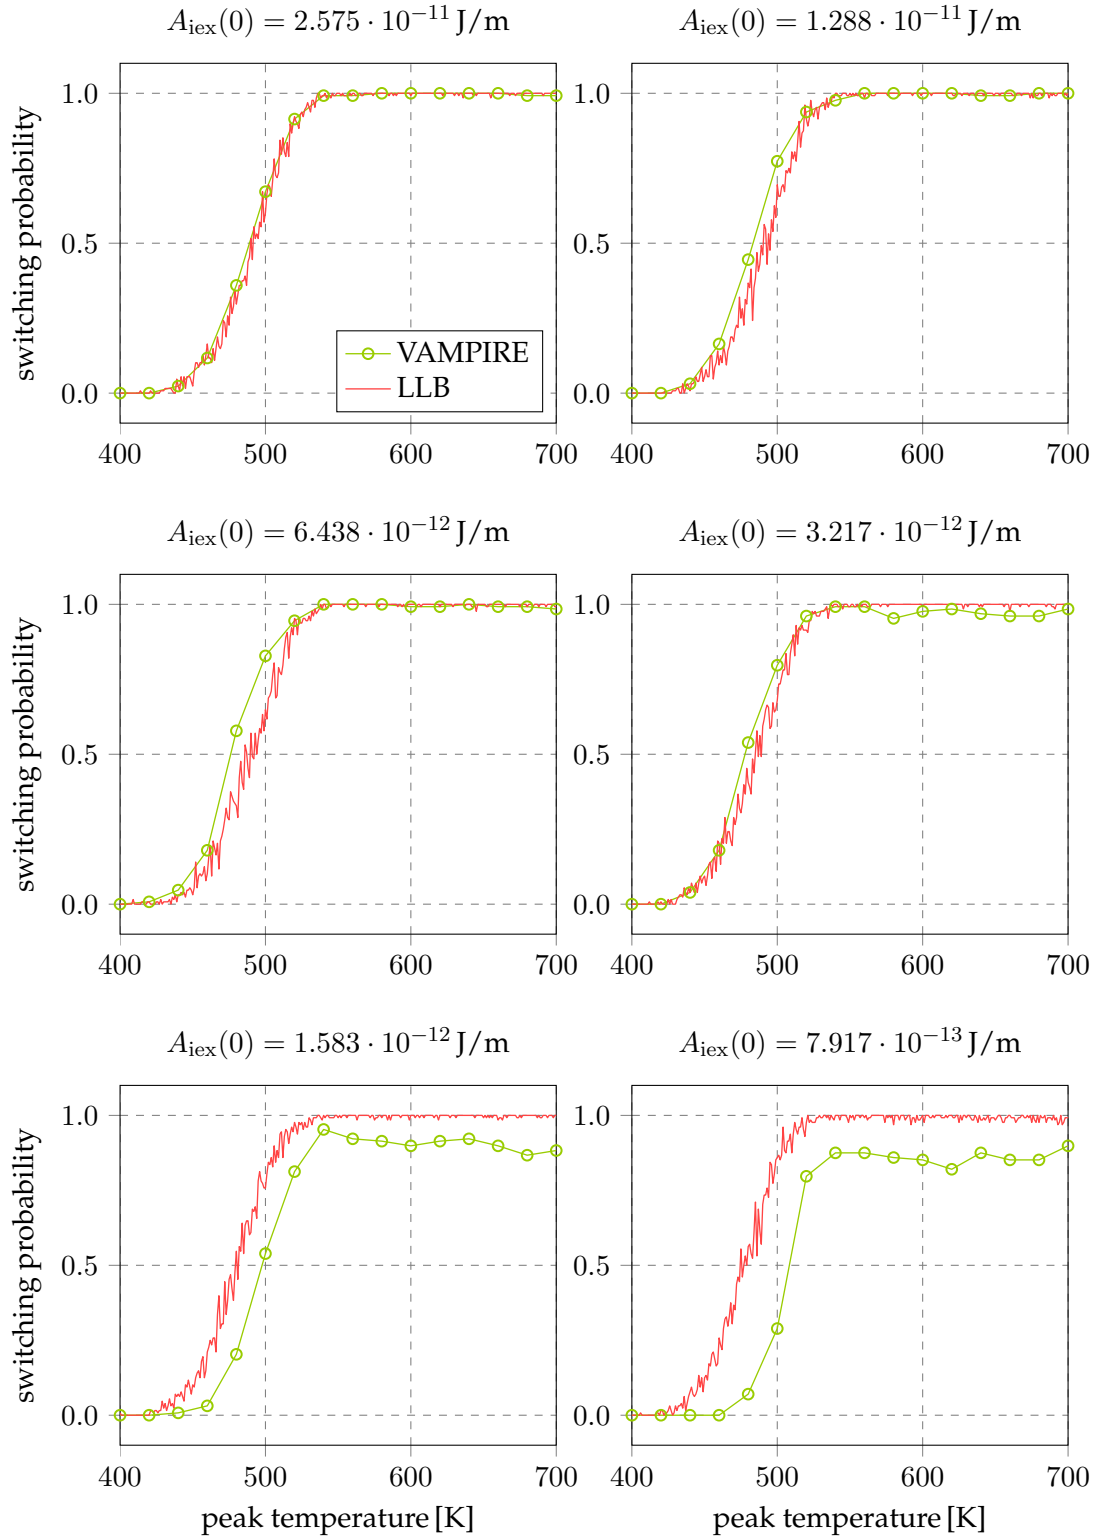 A_iex(0) = 2.575 · 10^−11 J/m
A_iex(0) = 1.288 · 10^−11 J/m
switching probability
1.0
0.5
0.0
VAMPIRE
LLB
400 500 600 700
1.0
0.5
0.0
400 500 600 700
A_iex(0) = 6.438 · 10^−12 J/m
A_iex(0) = 3.217 · 10^−12 J/m
switching probability
1.0
0.5
0.0
400 500 600 700
1.0
0.5
0.0
400 500 600 700
A_iex(0) = 1.583 · 10^−12 J/m
A_iex(0) = 7.917 · 10^−13 J/m
switching probability
1.0
0.5
0.0
400 500 600 700
peak temperature [K]
1.0
0.5
0.0
400 500 600 700
peak temperature [K]